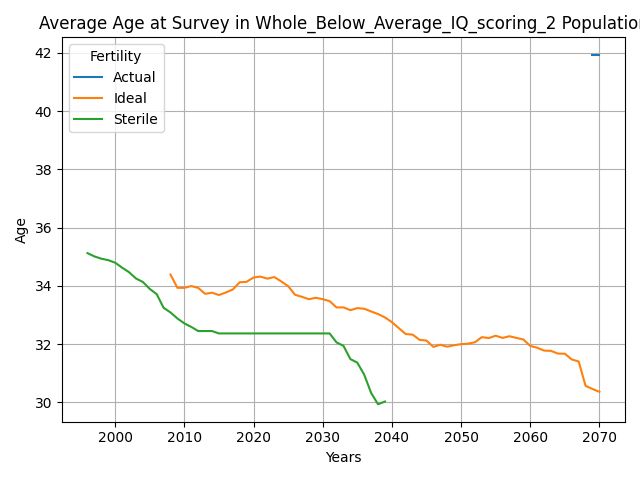 Average Age at Survey in Whole_Below_Average_IQ_scoring_2 Population
Fertility
Actual
Ideal
Sterile
42
40
38
36
34
32
30
Age
2000 2010 2020 2030 2040 2050 2060 2070
Years